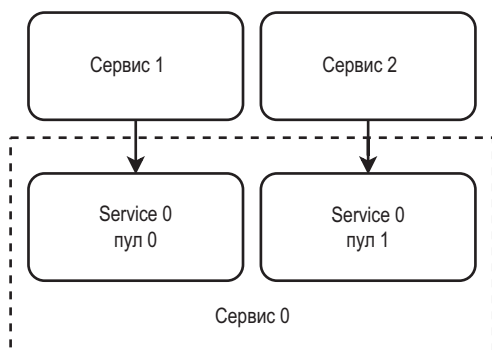 Сервис 1
Сервис 2
Service 0
пул 0
Service 0
пул 1
Сервис 0